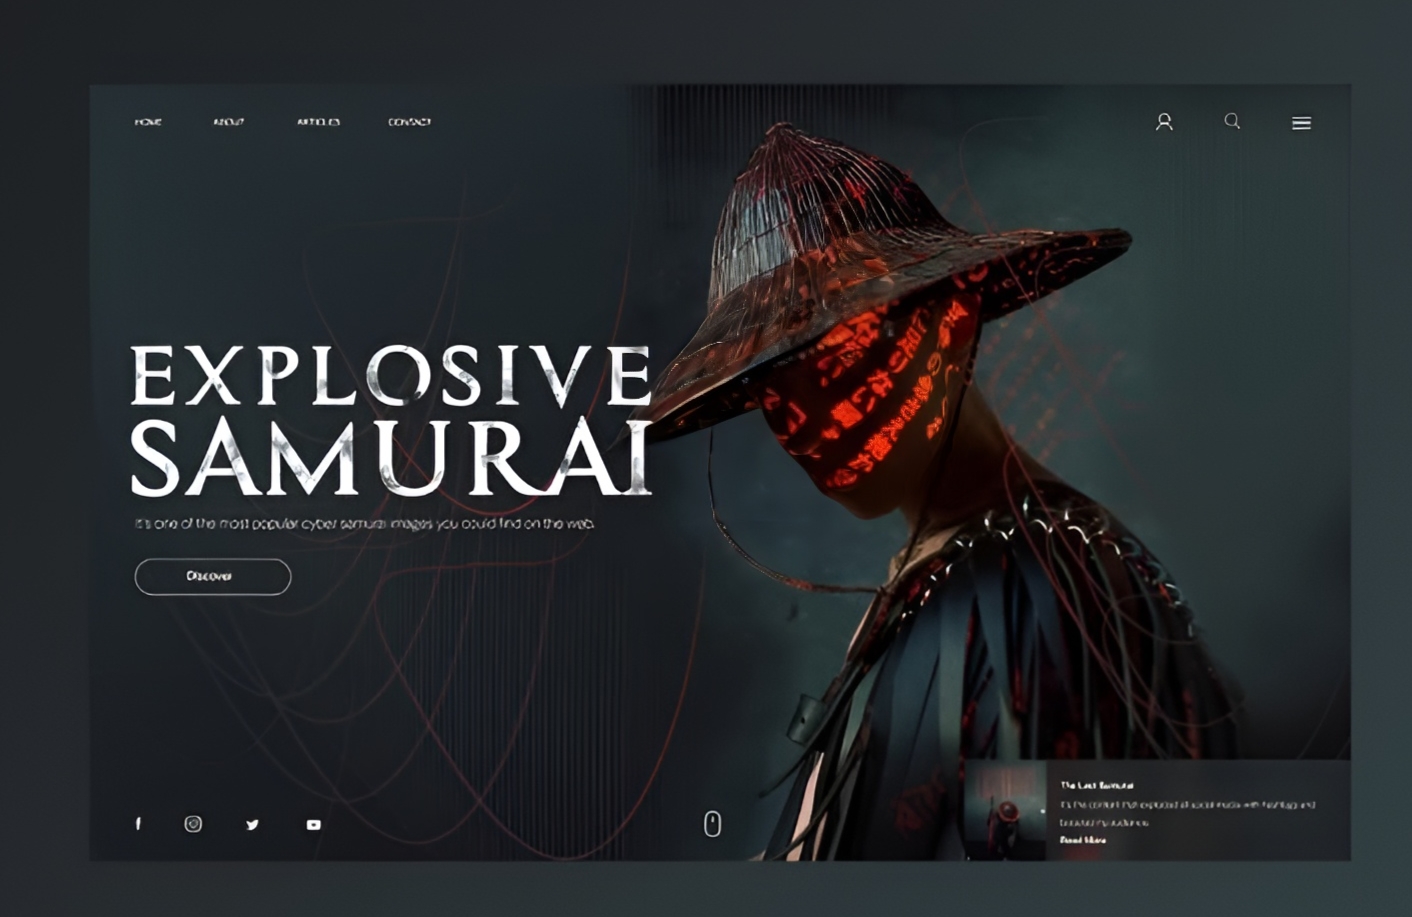 HOME
ABOUT
ARTICLES
CONTACT
EXPLOSIVE
SAMURAI
It's one of the most popular cyber samurai images you could find on the web.
Discover
The Last Samurai
It's the content that exploded all social media with hashtags and
Read More